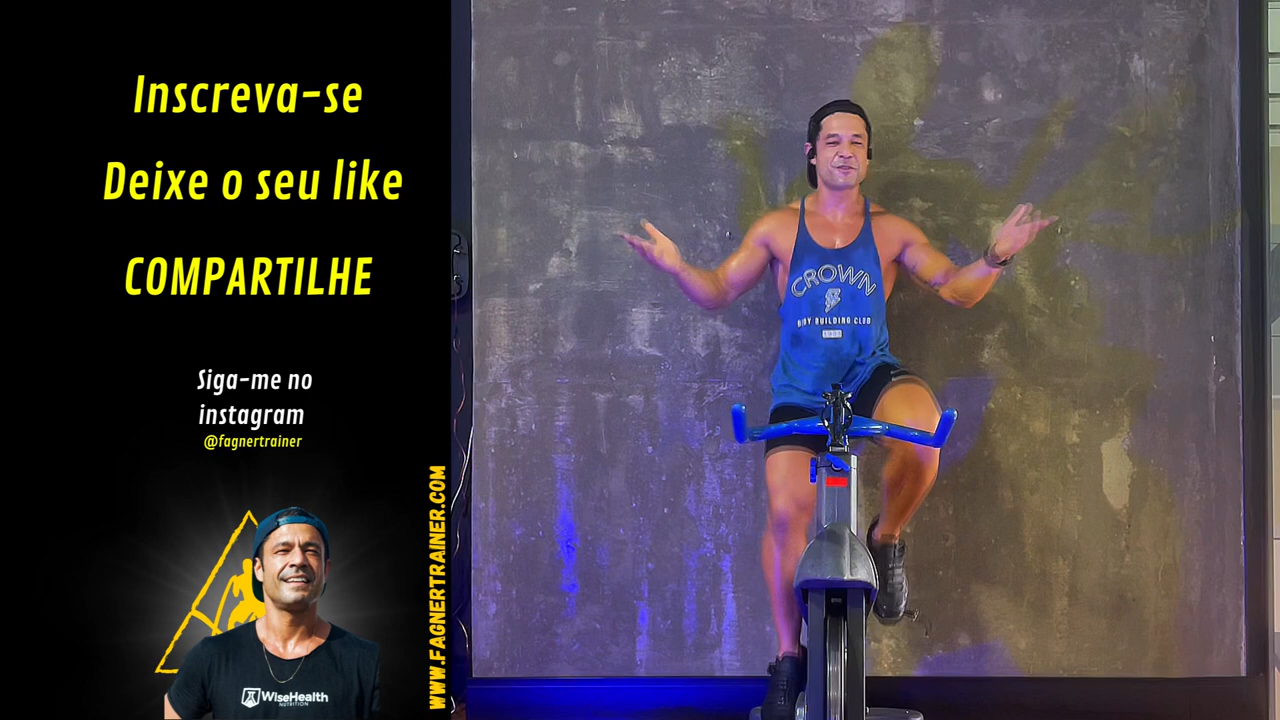 Inscreva-se
Deixe o seu like
COMPARTILHE
Siga-me no
instagram
@fagnertrainer
WWW.FAGNERTRAINER.COM
WiseHealth
NUTRITION
CROWN
BODY BUILDING CLUB